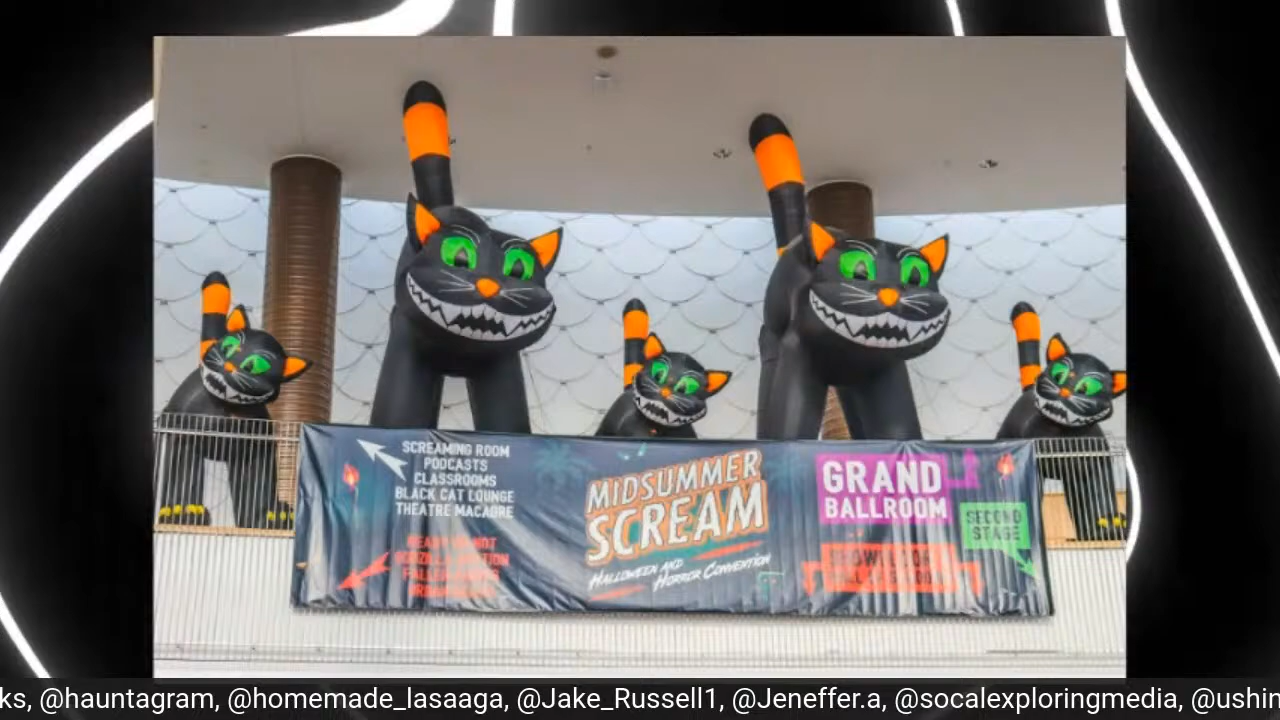 SCREAMING ROOM
PODCASTS
CLASSROOMS
BLACK CAT LOUNGE
THEATRE MACABRE
MIDSUMMER
SCREAM
HALLOWEEN AND
HORROR CONVENTION
GRAND
BALLROOM
SECOND
STAGE
ks, @hauntagram, @homemade_lasaaga, @Jake_Russell1, @Jeneffer.a, @socalexploringmedia, @ushin